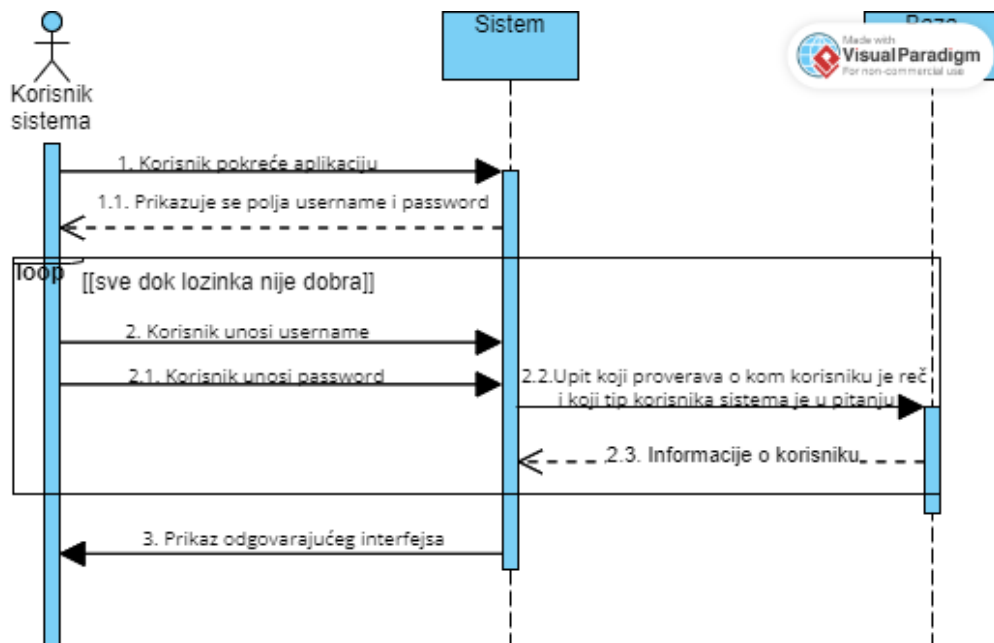 Sistem
Made with
VisualParadigm
For non-commercial use
Korisnik
sistema
1. Korisnik pokreće aplikaciju
1.1. Prikazuje se polja username i password
loop
[[sve dok lozinka nije dobra]]
2. Korisnik unosi username
2.1. Korisnik unosi password
2.2.Upit koji proverava o kom korisniku je reč
i koji tip korisnika sistema je u pitanju
2.3. Informacije o korisniku
3. Prikaz odgovarajućeg interfejsa